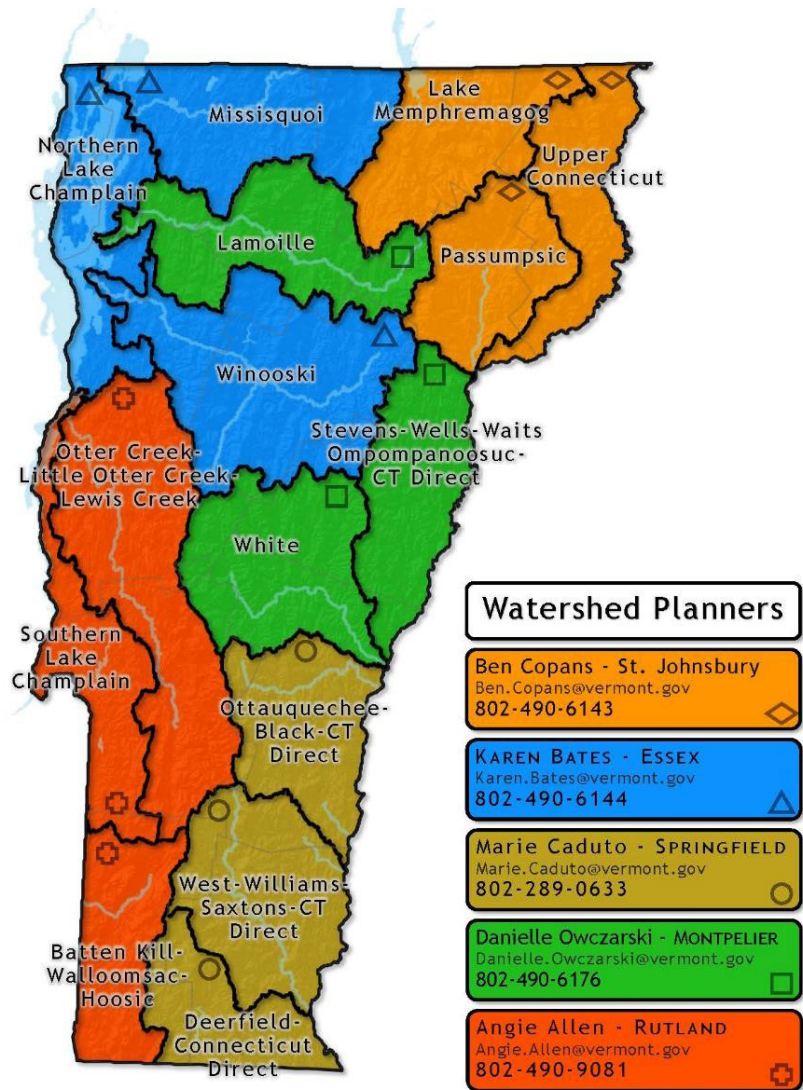 Lake
Memphremagog
Missisquoi
Northern
Lake
Champlain
Upper
Connecticut
Lamoille
Passumpsic
Winooski
Stevens-Wells-Waits
Ompompanoosuc-
CT Direct
Otter Creek-
Little Otter Creek-
Lewis Creek
White
Southern
Lake
Champlain
Ottauquechee-
Black-CT
Direct
West-Williams-
Saxtons-CT
Direct
Batten Kill-
Walloomsac-
Hoosic
Deerfield-
Connecticut
Direct
Watershed Planners
Ben Copans - St. Johnsbury
Ben.Copans@vermont.gov
802-490-6143
KAREN BATES - ESSEX
Karen.Bates@vermont.gov
802-490-6144
Marie Caduto - SPRINGFIELD
Marie.Caduto@vermont.gov
802-289-0633
Danielle Owczarski - MONTPELIER
Danielle.Owczarski@vermont.gov
802-490-6176
Angie Allen - RUTLAND
Angie.Allen@vermont.gov
802-490-9081